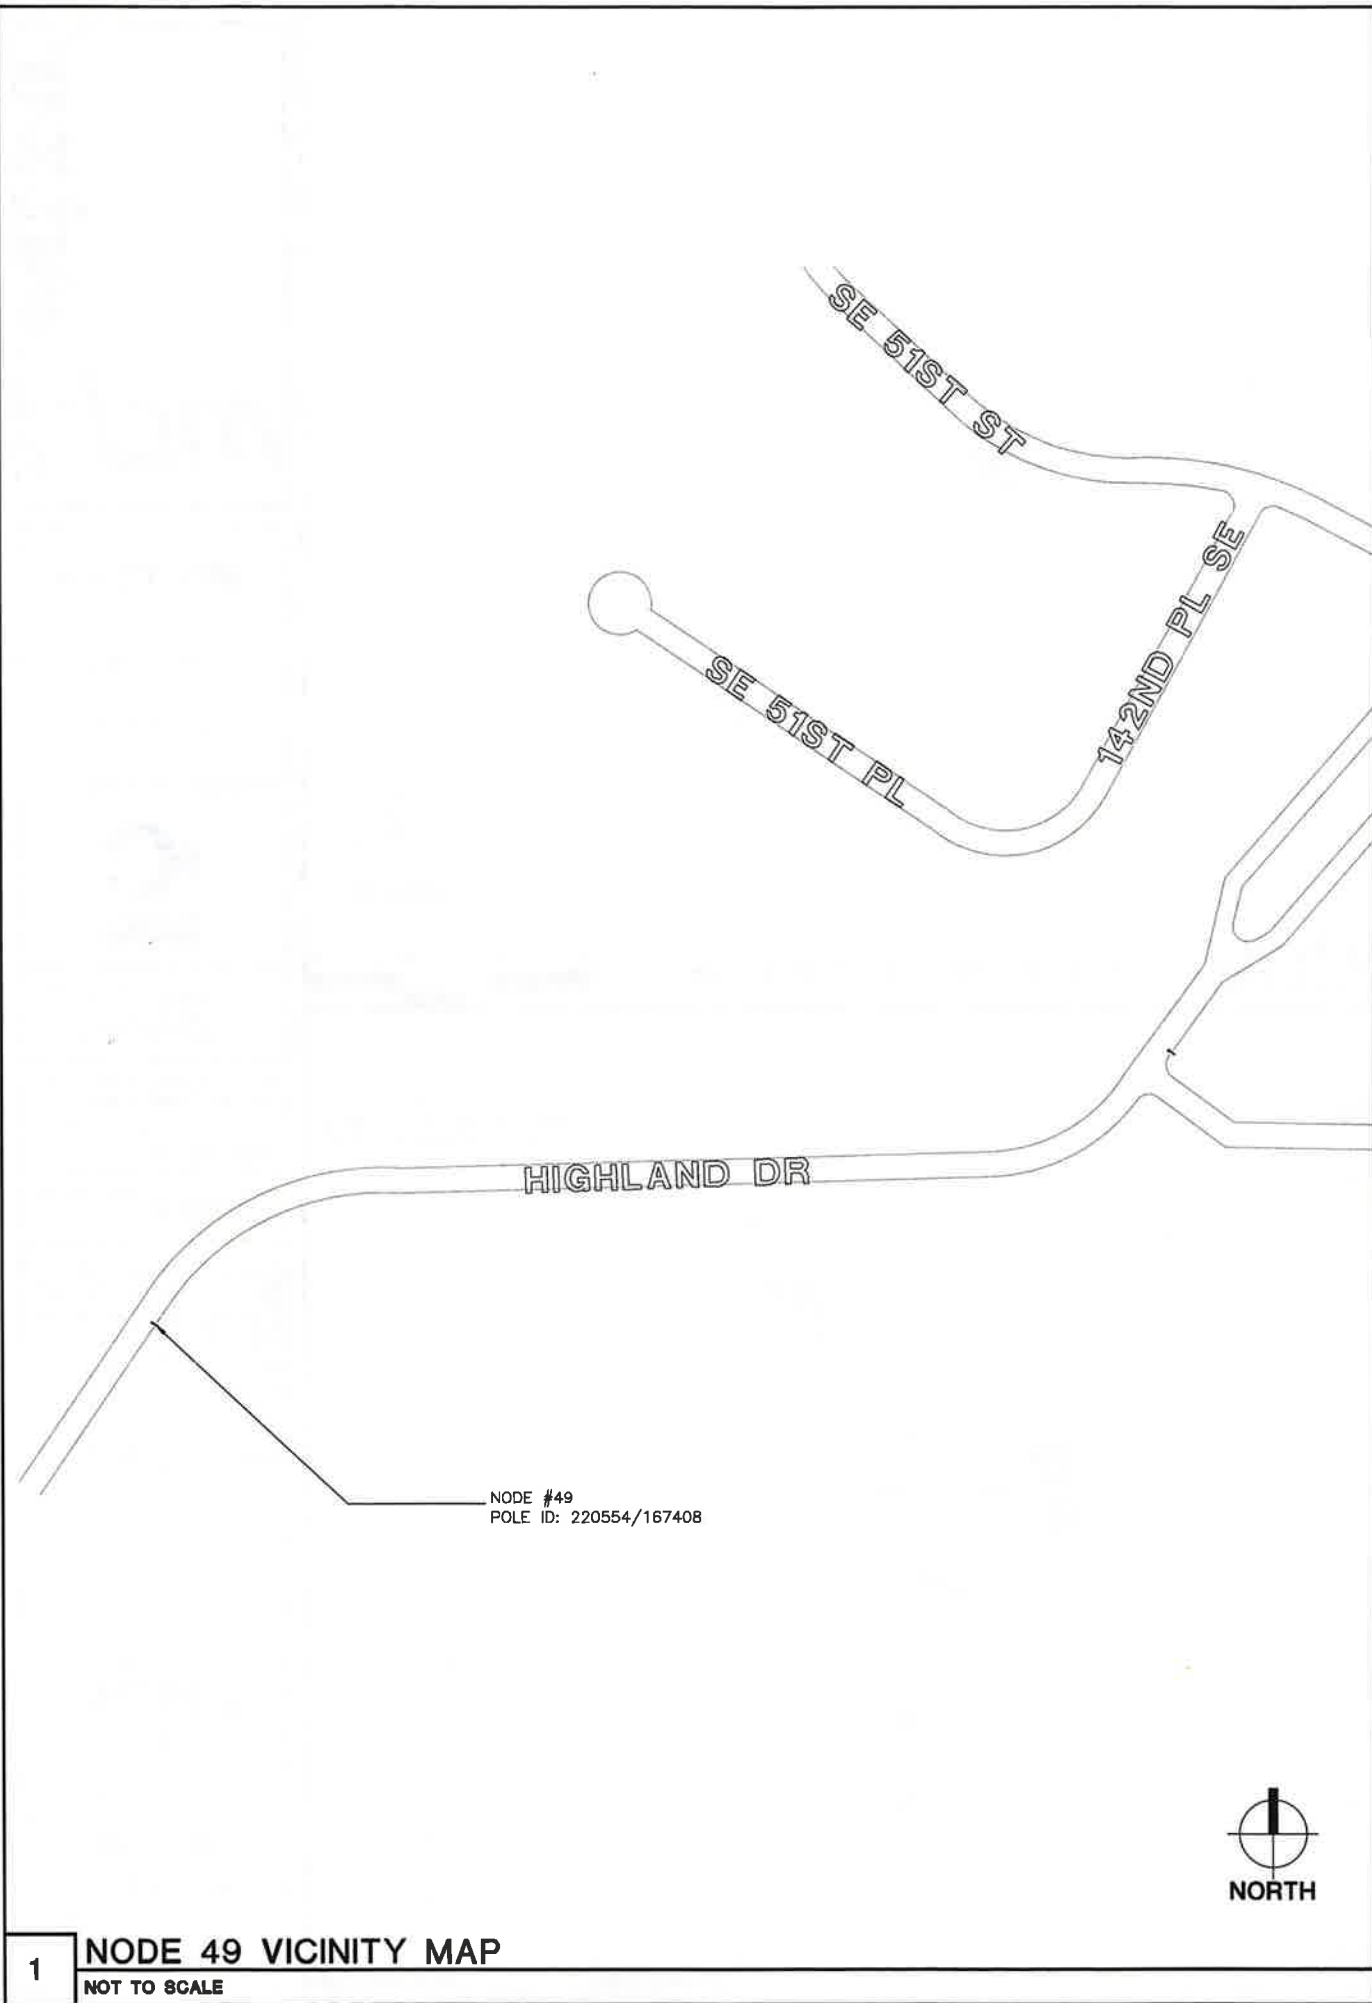 SE 51ST ST
142ND PL SE
SE 51ST PL
HIGHLAND DR
NODE #49
POLE ID: 220554/167408
NORTH
1
NODE 49 VICINITY MAP
NOT TO SCALE